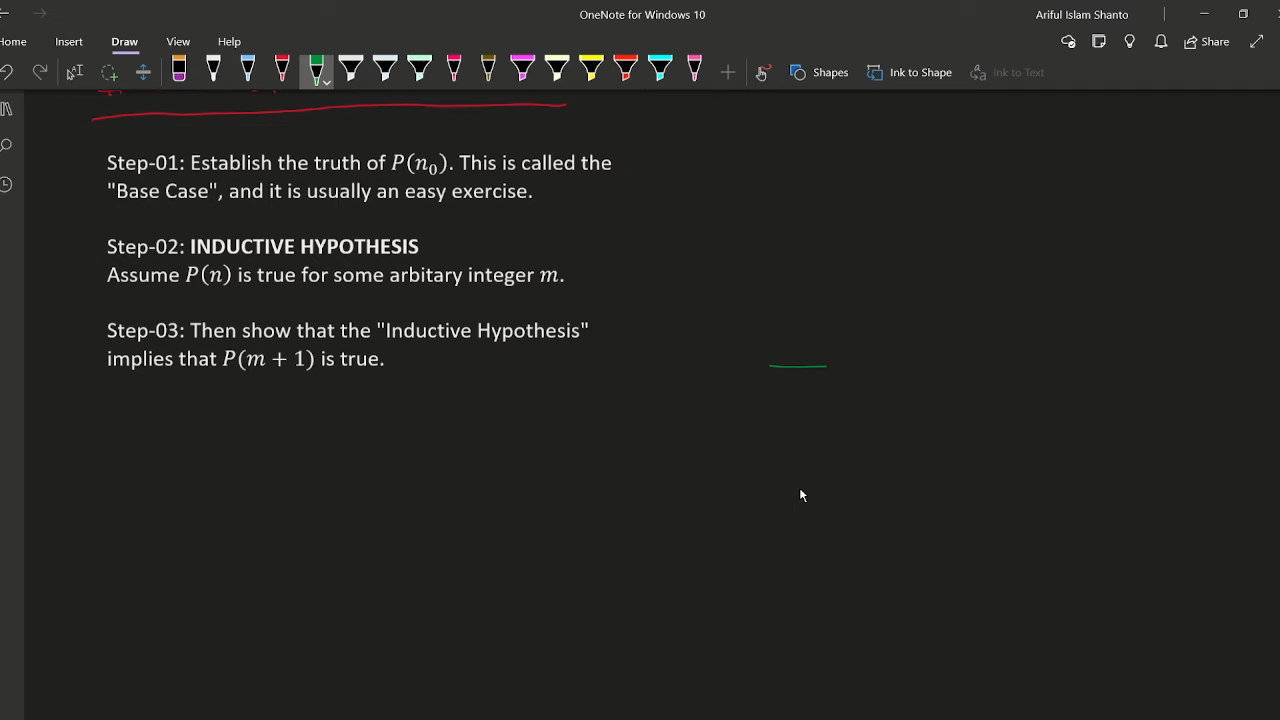 OneNote for Windows 10
Ariful Islam Shanto
Home Insert Draw View Help
Share
Shapes Ink to Shape Ink to Text
Step-01: Establish the truth of P(n₀). This is called the
"Base Case", and it is usually an easy exercise.
Step-02: INDUCTIVE HYPOTHESIS
Assume P(n) is true for some arbitary integer m.
Step-03: Then show that the "Inductive Hypothesis"
implies that P(m + 1) is true.